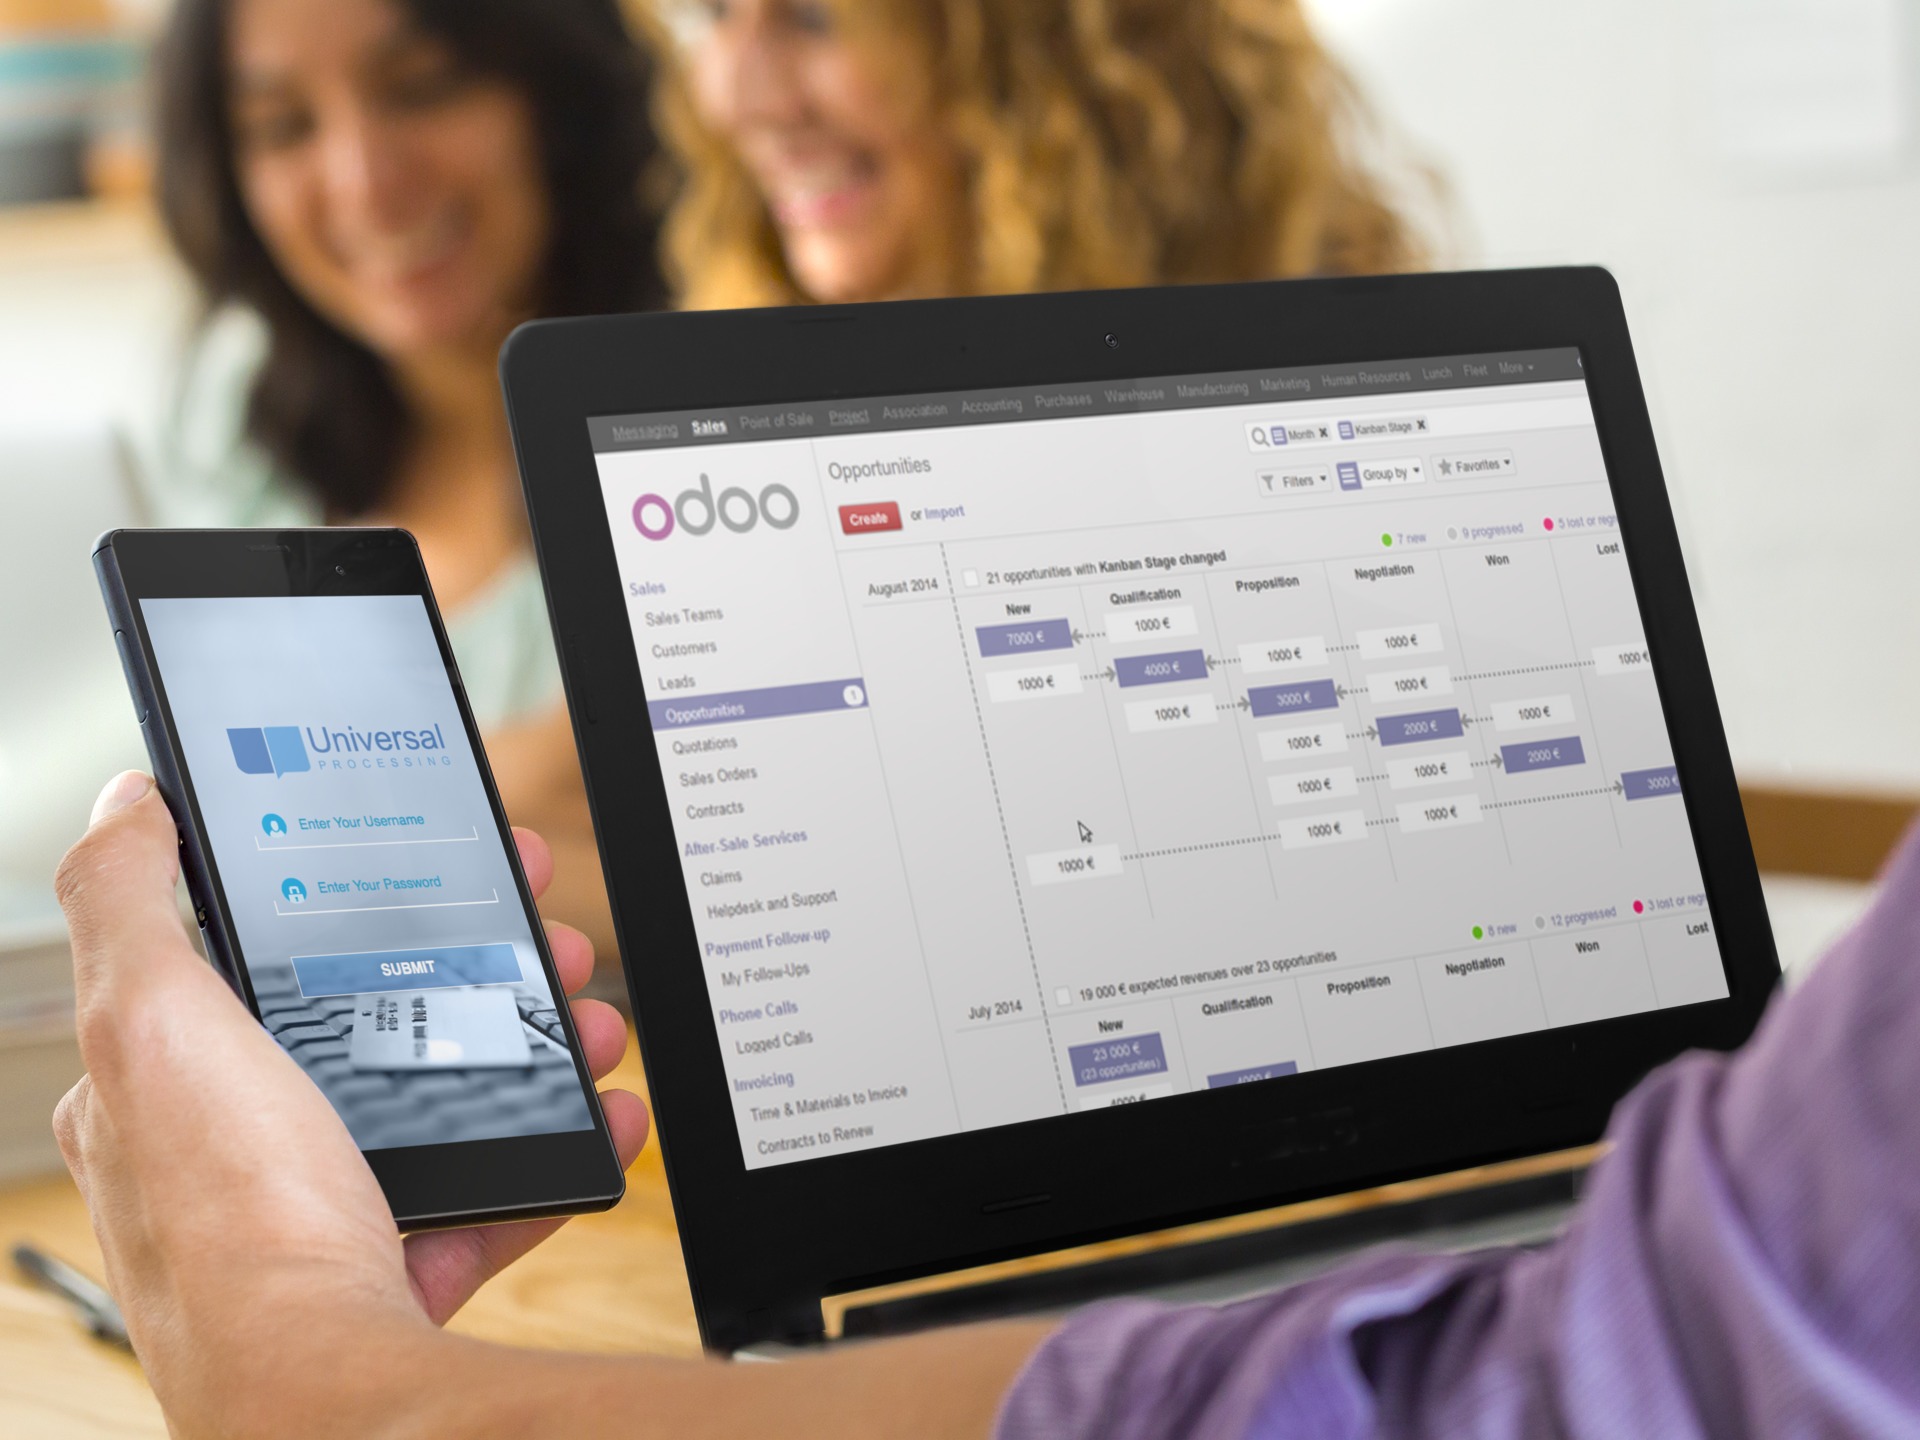 Messaging Sales Point of Sale Project Association Accounting Purchases Warehouse Manufacturing Marketing Human Resources Lunch Fleet More
odoo
Opportunities
Month x Kanban Stage x
Create or Import
Filters Group by Favorites
Sales
Sales Teams
Customers
Leads
Opportunities 1
Quotations
Sales Orders
Contracts
After-Sale Services
Claims
Helpdesk and Support
Payment Follow-up
My Follow-Ups
Phone Calls
Logged Calls
Invoicing
Time & Materials to Invoice
Contracts to Renew
7 new 9 progressed 5 lost or
August 2014 21 opportunities with Kanban Stage changed
New Qualification Proposition Negotiation Won Lost
7000 € 1000 €
1000 € 4000 € 1000 € 1000 €
1000 € 3000 € 1000 € 1000 €
1000 € 2000 € 1000 €
1000 € 1000 € 2000 €
1000 € 1000 € 1000 € 3000 €
8 new 12 progressed 3 lost or
July 2014 19 000 € expected revenues over 23 opportunities
New Qualification Proposition Negotiation Won Lost
23 000 €
(23 opportunities)
4000 €
4000 €
Universal
PROCESSING
Enter Your Username
Enter Your Password
SUBMIT